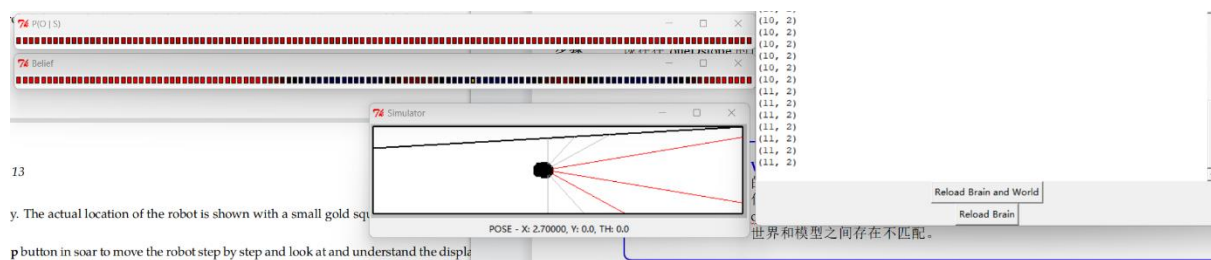 P(O | S)
Belief
Simulator
POSE - X: 2.70000, Y: 0.0, TH: 0.0
13
y. The actual location of the robot is shown with a small gold squ
p button in soar to move the robot step by step and look at and understand the displa
(10, 2)
(10, 2)
(10, 2)
(10, 2)
(10, 2)
(10, 2)
(11, 2)
(11, 2)
(11, 2)
(11, 2)
(11, 2)
(11, 2)
(11, 2)
Reload Brain and World
Reload Brain
世界和模型之间存在不匹配。